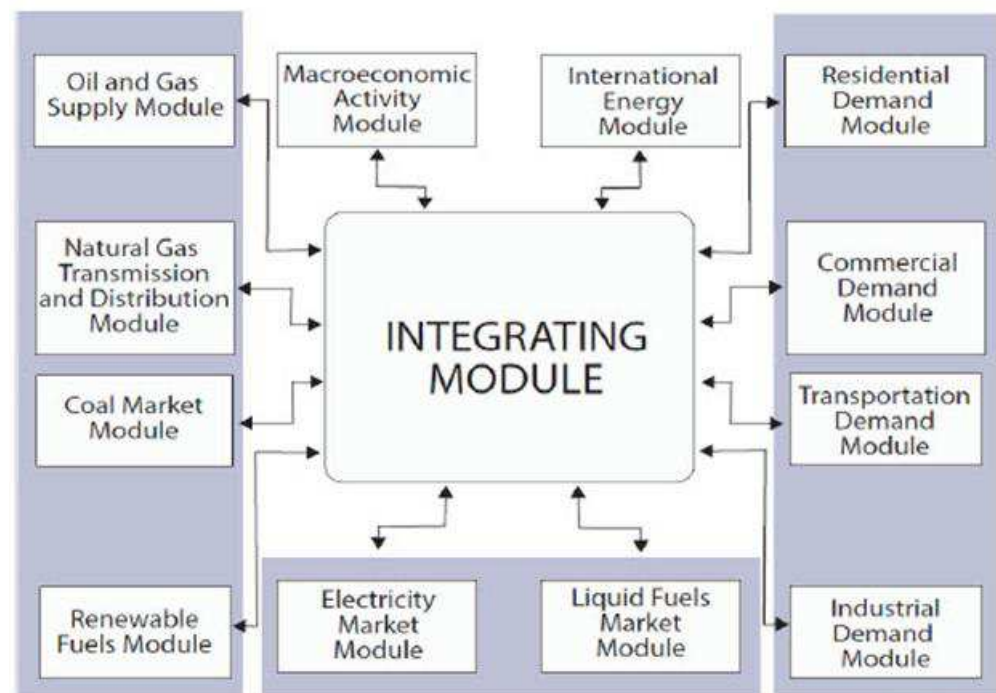 Oil and Gas
Supply Module
Macroeconomic
Activity
Module
International
Energy
Module
Residential
Demand
Module
Natural Gas
Transmission
and Distribution
Module
INTEGRATING
MODULE
Commercial
Demand
Module
Coal Market
Module
Transportation
Demand
Module
Renewable
Fuels Module
Electricity
Market
Module
Liquid Fuels
Market
Module
Industrial
Demand
Module